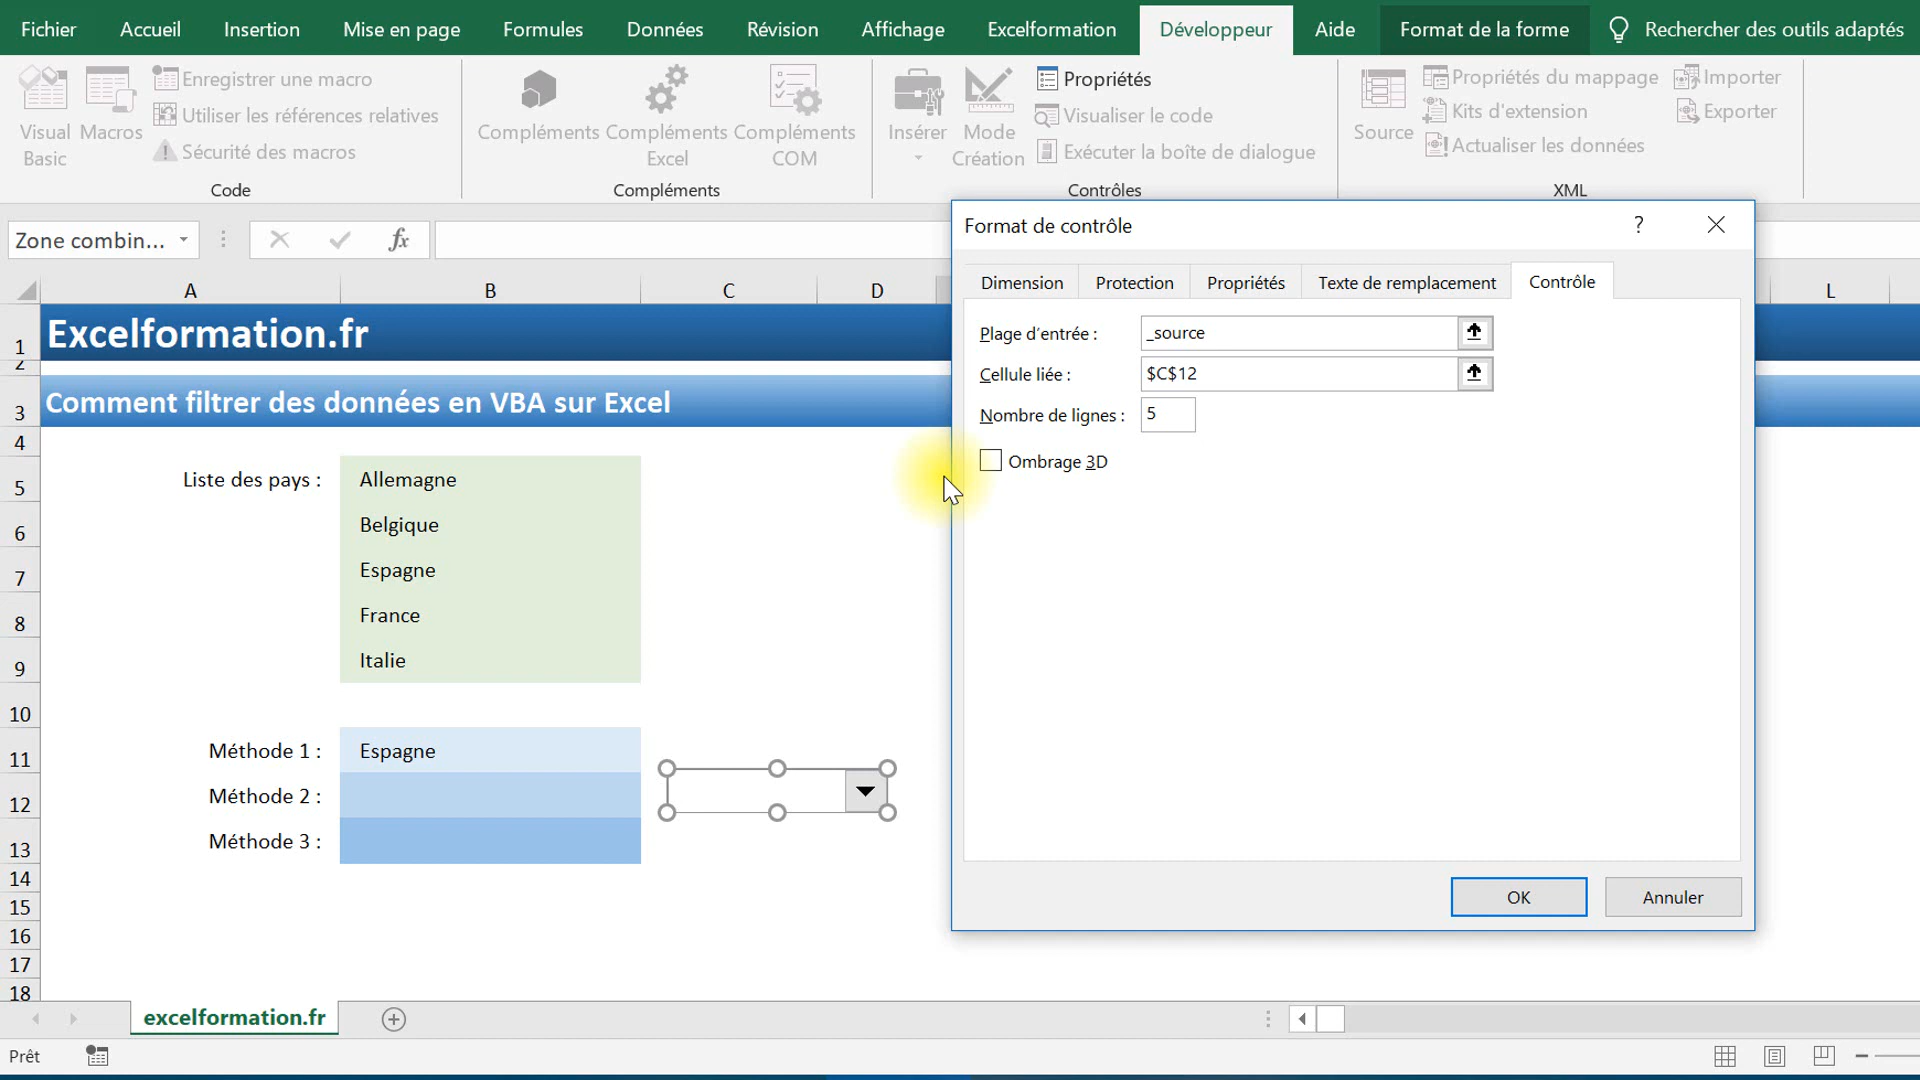 Fichier Accueil Insertion Mise en page Formules Données Révision Affichage Excelformation Développeur Aide Format de la forme Rechercher des outils adaptés
Visual Basic
Macros
Enregistrer une macro
Utiliser les références relatives
Sécurité des macros
Code
Compléments
Compléments Excel
Compléments COM
Compléments
Insérer
Mode Création
Propriétés
Visualiser le code
Exécuter la boîte de dialogue
Contrôles
Source
Propriétés du mappage
Kits d'extension
Actualiser les données
Importer
Exporter
XML
Zone combin...
fx
Format de contrôle ?
Dimension Protection Propriétés Texte de remplacement Contrôle
Plage d'entrée : _source
Cellule liée : $C$12
Nombre de lignes : 5
Ombrage 3D
OK Annuler
A B C D L
1 Excelformation.fr
2
3 Comment filtrer des données en VBA sur Excel
4
5 Liste des pays : Allemagne
6 Belgique
7 Espagne
8 France
9 Italie
10
11 Méthode 1 : Espagne
12 Méthode 2 :
13 Méthode 3 :
14
15
16
17
18
excelformation.fr
Prêt